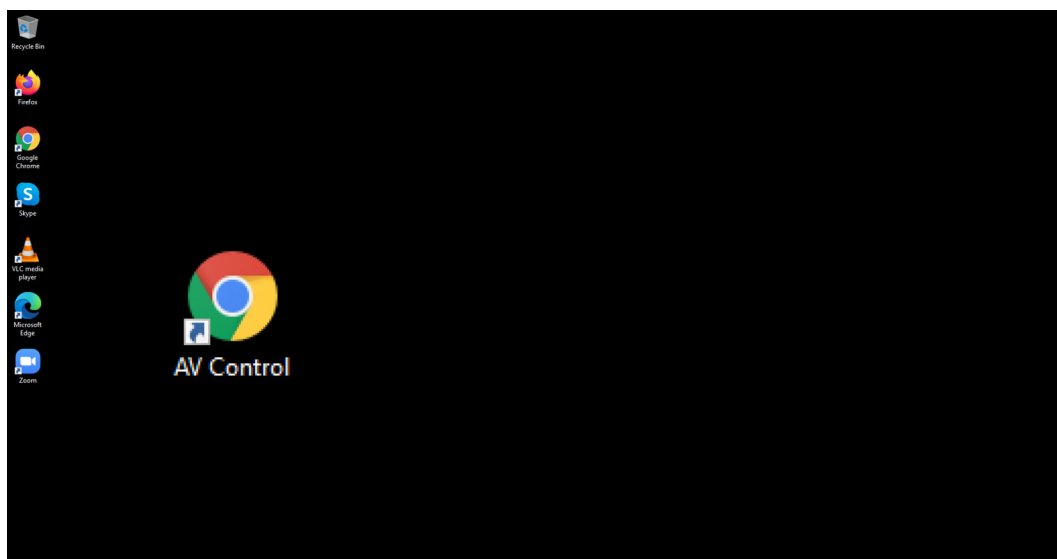 Recycle Bin
Firefox
Google
Chrome
S
Skype
VLC media
player
Microsoft
Edge
Zoom
AV Control